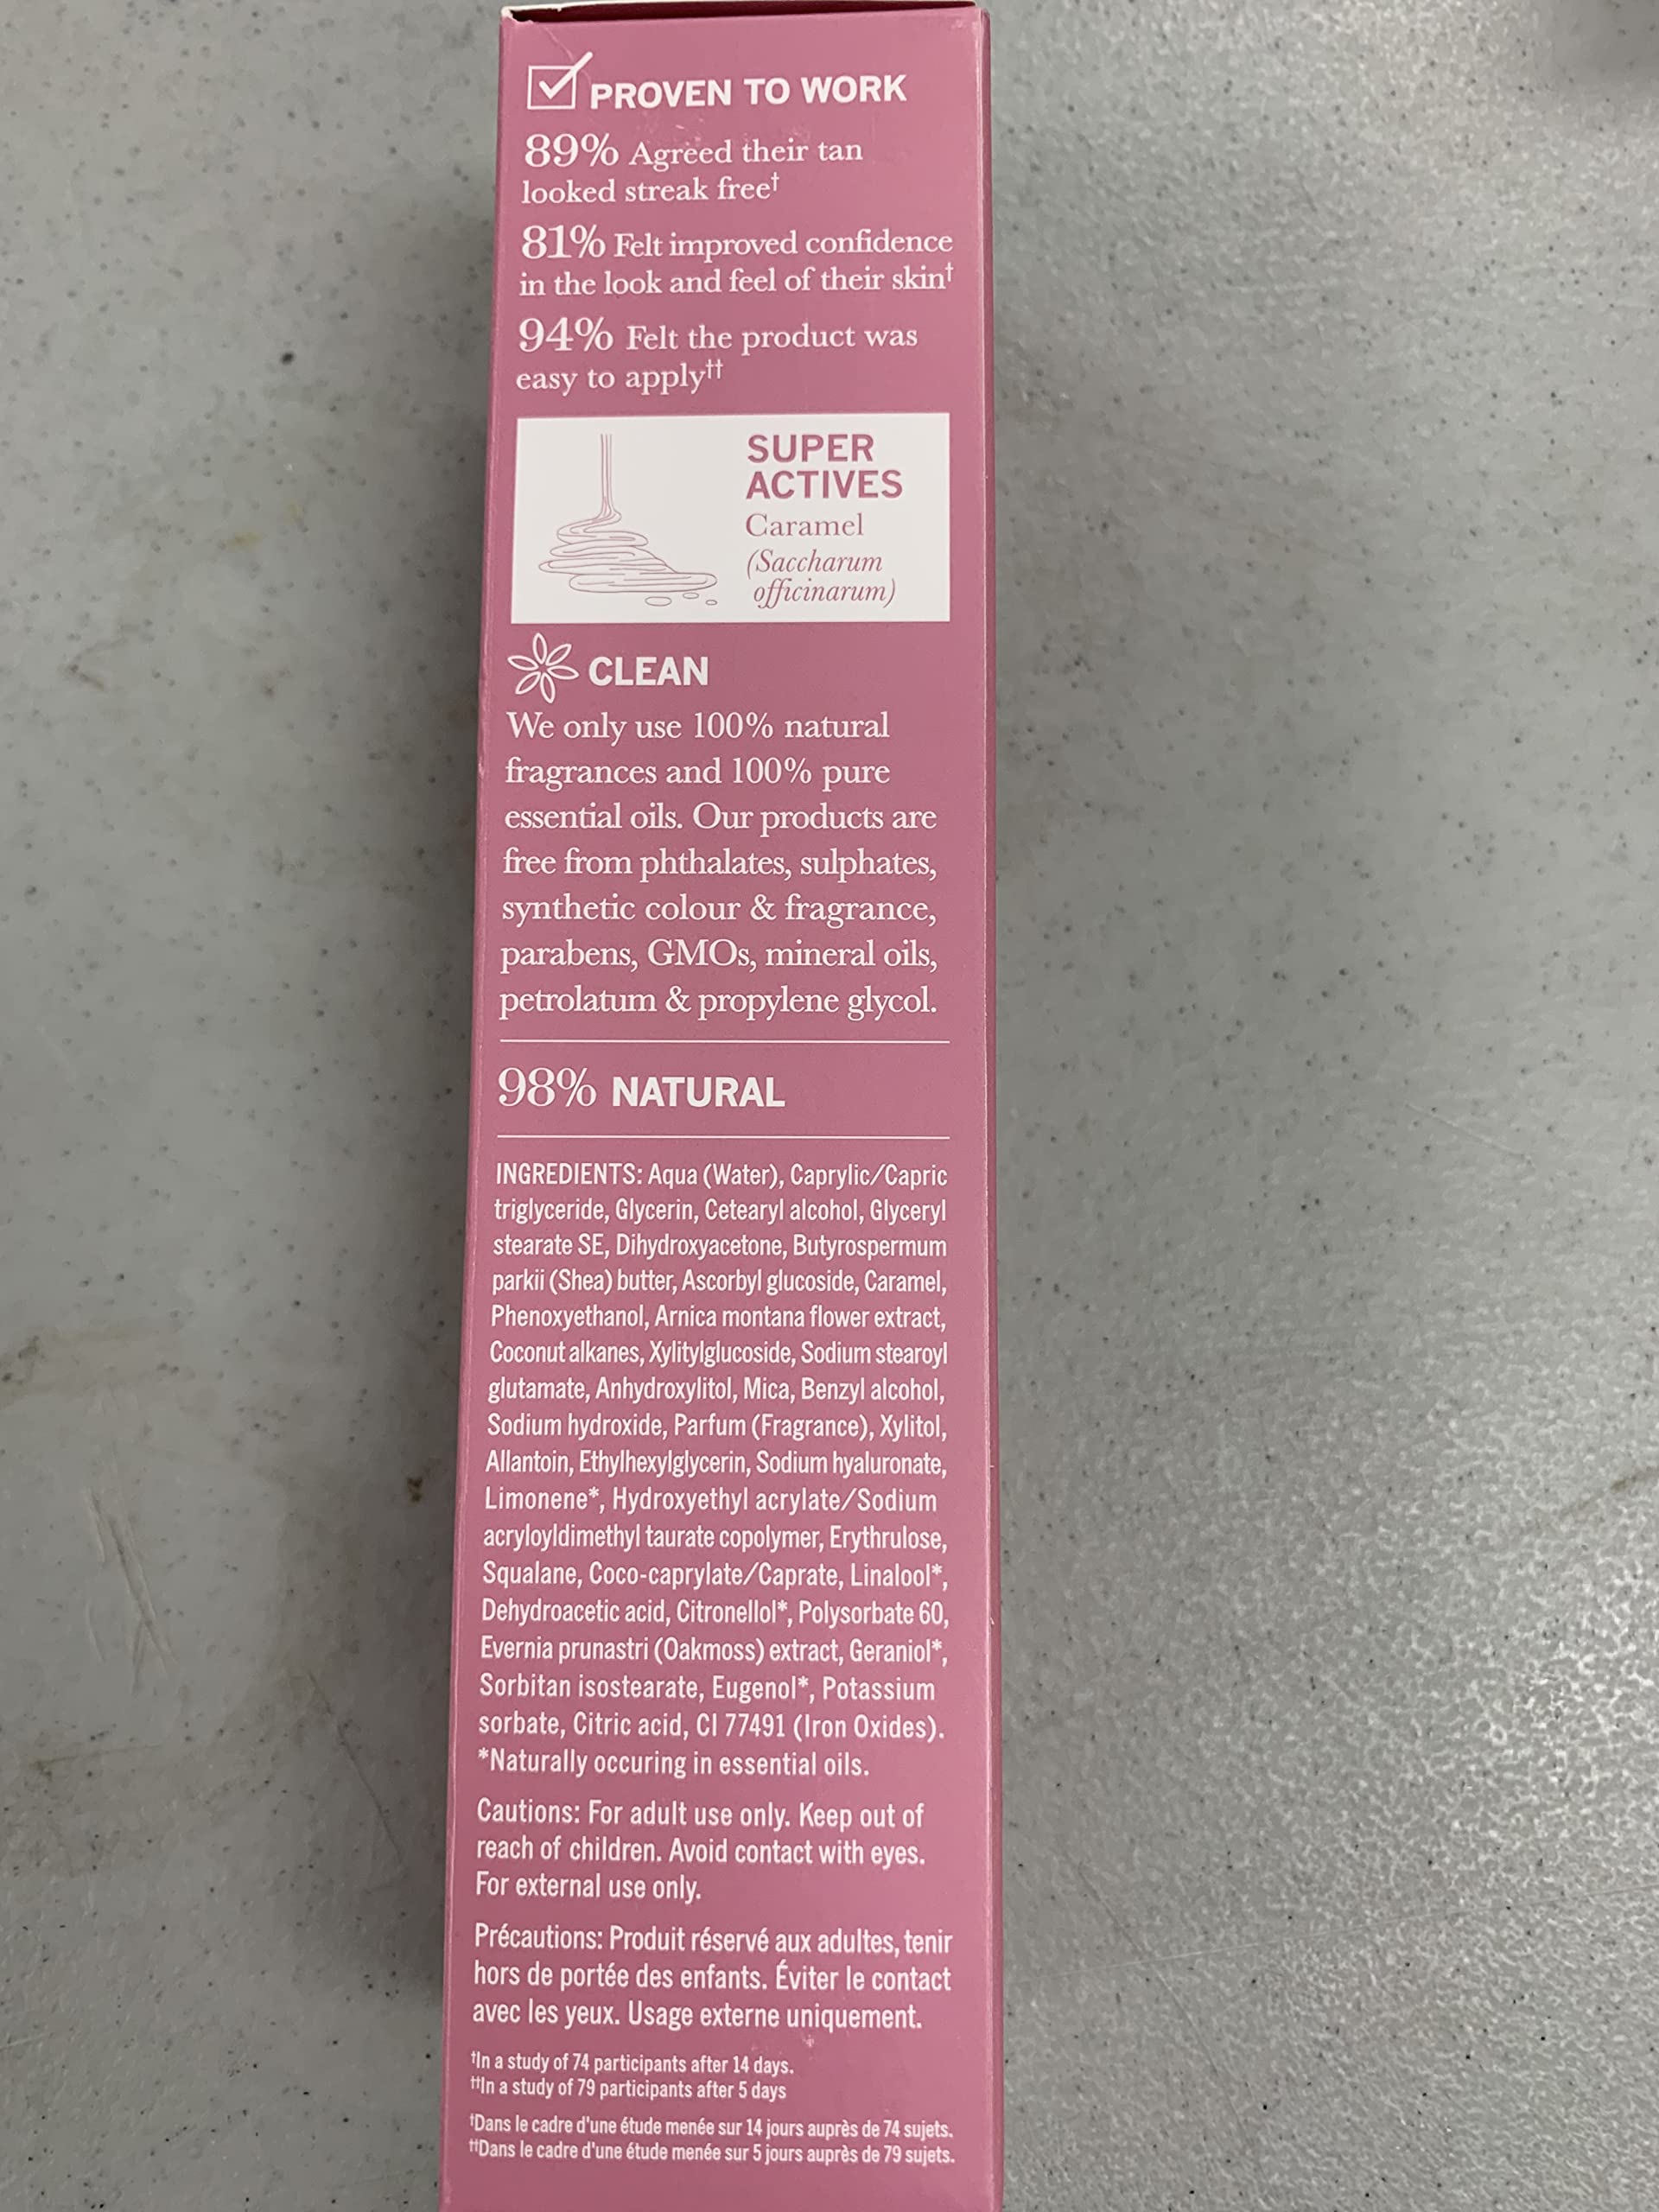 PROVEN TO WORK
89% Agreed their tan
looked streak free†
81% Felt improved confidence
in the look and feel of their skin†
94% Felt the product was
easy to apply††
SUPER
ACTIVES
Caramel
(Saccharum
officinarum)
CLEAN
We only use 100% natural
fragrances and 100% pure
essential oils. Our products are
free from phthalates, sulphates,
synthetic colour & fragrance,
parabens, GMOs, mineral oils,
petrolatum & propylene glycol.
98% NATURAL
INGREDIENTS: Aqua (Water), Caprylic/Capric
triglyceride, Glycerin, Cetearyl alcohol, Glyceryl
stearate SE, Dihydroxyacetone, Butyrospermum
parkii (Shea) butter, Ascorbyl glucoside, Caramel,
Phenoxyethanol, Arnica montana flower extract,
Coconut alkanes, Xylitylglucoside, Sodium stearoyl
glutamate, Anhydroxylitol, Mica, Benzyl alcohol,
Sodium hydroxide, Parfum (Fragrance), Xylitol,
Allantoin, Ethylhexylglycerin, Sodium hyaluronate,
Limonene*, Hydroxyethyl acrylate/Sodium
acryloyldimethyl taurate copolymer, Erythrulose,
Squalane, Coco-caprylate/Caprate, Linalool*,
Dehydroacetic acid, Citronellol*, Polysorbate 60,
Evernia prunastri (Oakmoss) extract, Geraniol*,
Sorbitan isostearate, Eugenol*, Potassium
sorbate, Citric acid, CI 77491 (Iron Oxides).
*Naturally occuring in essential oils.
Cautions: For adult use only. Keep out of
reach of children. Avoid contact with eyes.
For external use only.
Précautions: Produit réservé aux adultes, tenir
hors de portée des enfants. Éviter le contact
avec les yeux. Usage externe uniquement.
†In a study of 74 participants after 14 days.
††In a study of 79 participants after 5 days
†Dans le cadre d'une étude menée sur 14 jours auprès de 74 sujets.
††Dans le cadre d'une étude menée sur 5 jours auprès de 79 sujets.